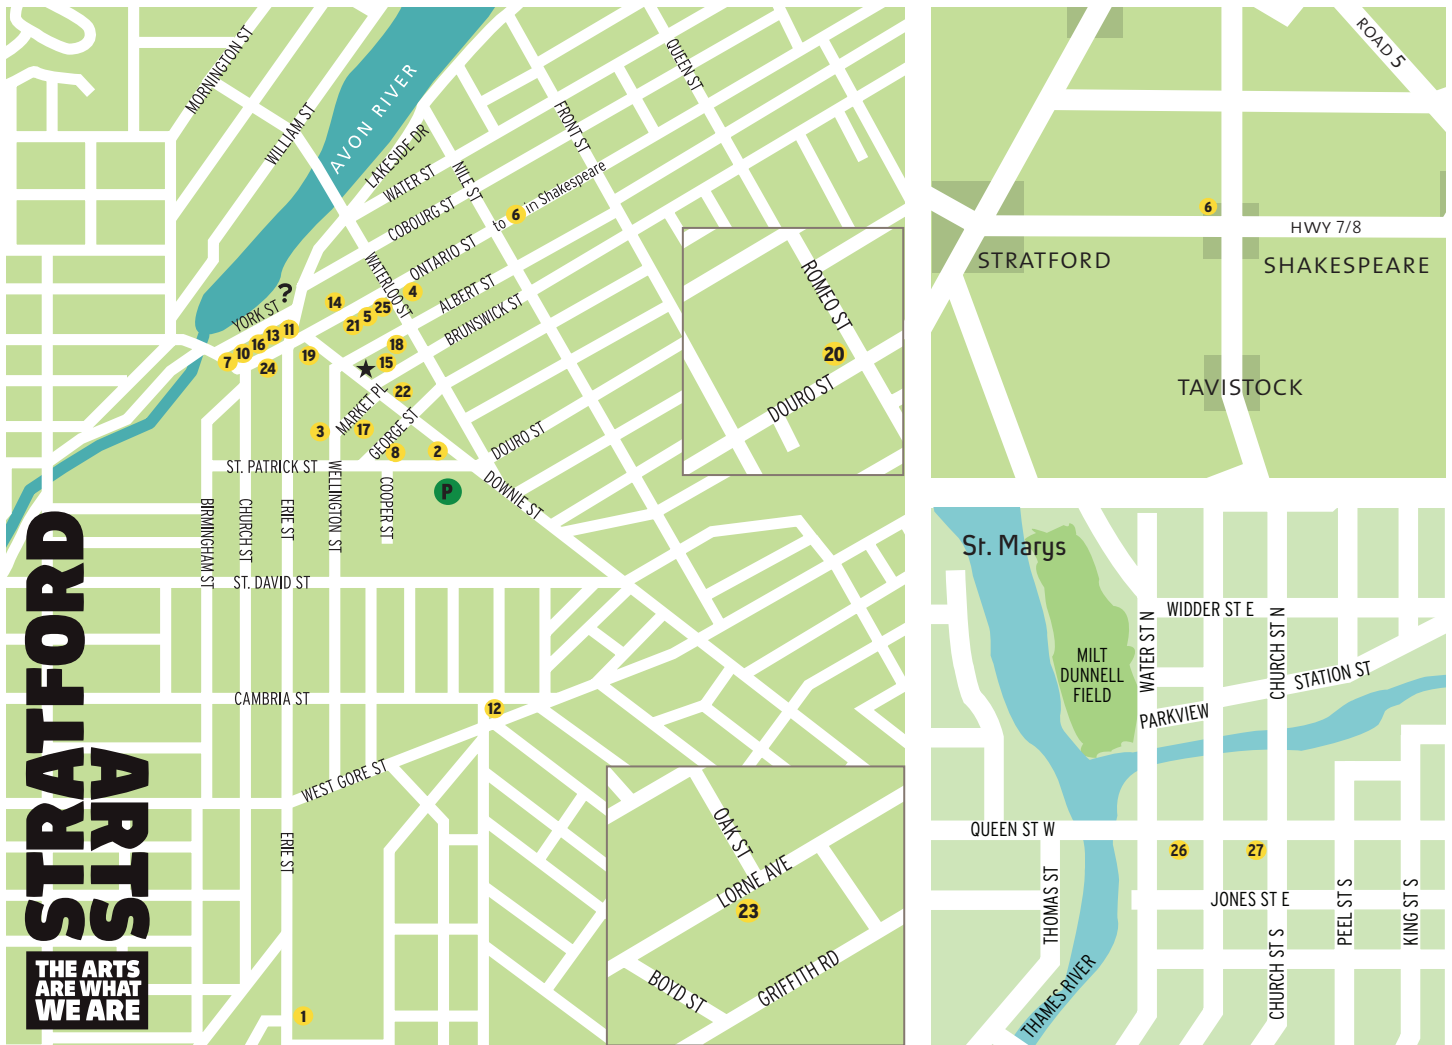 MORNINGTON ST
WILLIAM ST
AVON RIVER
LAKESIDE DR
WATER ST
COBOURG ST
NILE ST
FRONT ST
QUEEN ST
ONTARIO ST
to 6 in Shakespeare
WATERLOO ST
ALBERT ST
BRUNSWICK ST
YORK ST
?
4
14
25
5
21
11
13
16
10
7
24
19
18
15
22
MARKET PL
17
3
GEORGE ST
8
2
DOURO ST
ST. PATRICK ST
P
DOWNIE ST
BIRMINGHAM ST
CHURCH ST
ERIE ST
WELLINGTON ST
COOPER ST
ST. DAVID ST
CAMBRIA ST
12
WEST GORE ST
ERIE ST
1
STRATFORD
ARTS
THE ARTS
ARE WHAT
WE ARE
ROMEO ST
20
DOURO ST
OAK ST
LORNE AVE
23
BOYD ST
GRIFFITH RD
ROAD 5
6
HWY 7/8
STRATFORD
SHAKESPEARE
TAVISTOCK
St. Marys
MILT
DUNNELL
FIELD
WATER ST N
WIDDER ST E
CHURCH ST N
STATION ST
PARKVIEW
QUEEN ST W
26
27
THOMAS ST
JONES ST E
PEEL ST S
KING ST S
CHURCH ST S
THAMES RIVER